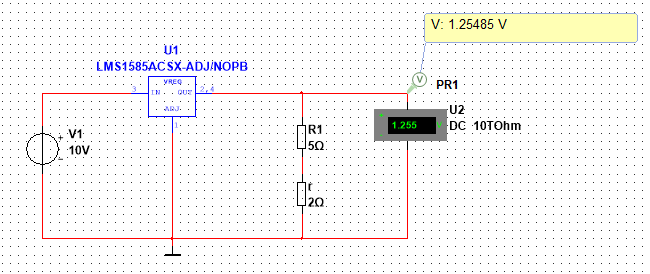 V: 1.25485 V
U1
LMS1585ACSX-ADJ/NOPB
PR1
V
VREG
3 IN OUT 2,4
ADJ
1
U2
1.255 DC 10TOhm
V1
+
10V
−
R1
5Ω
r
2Ω